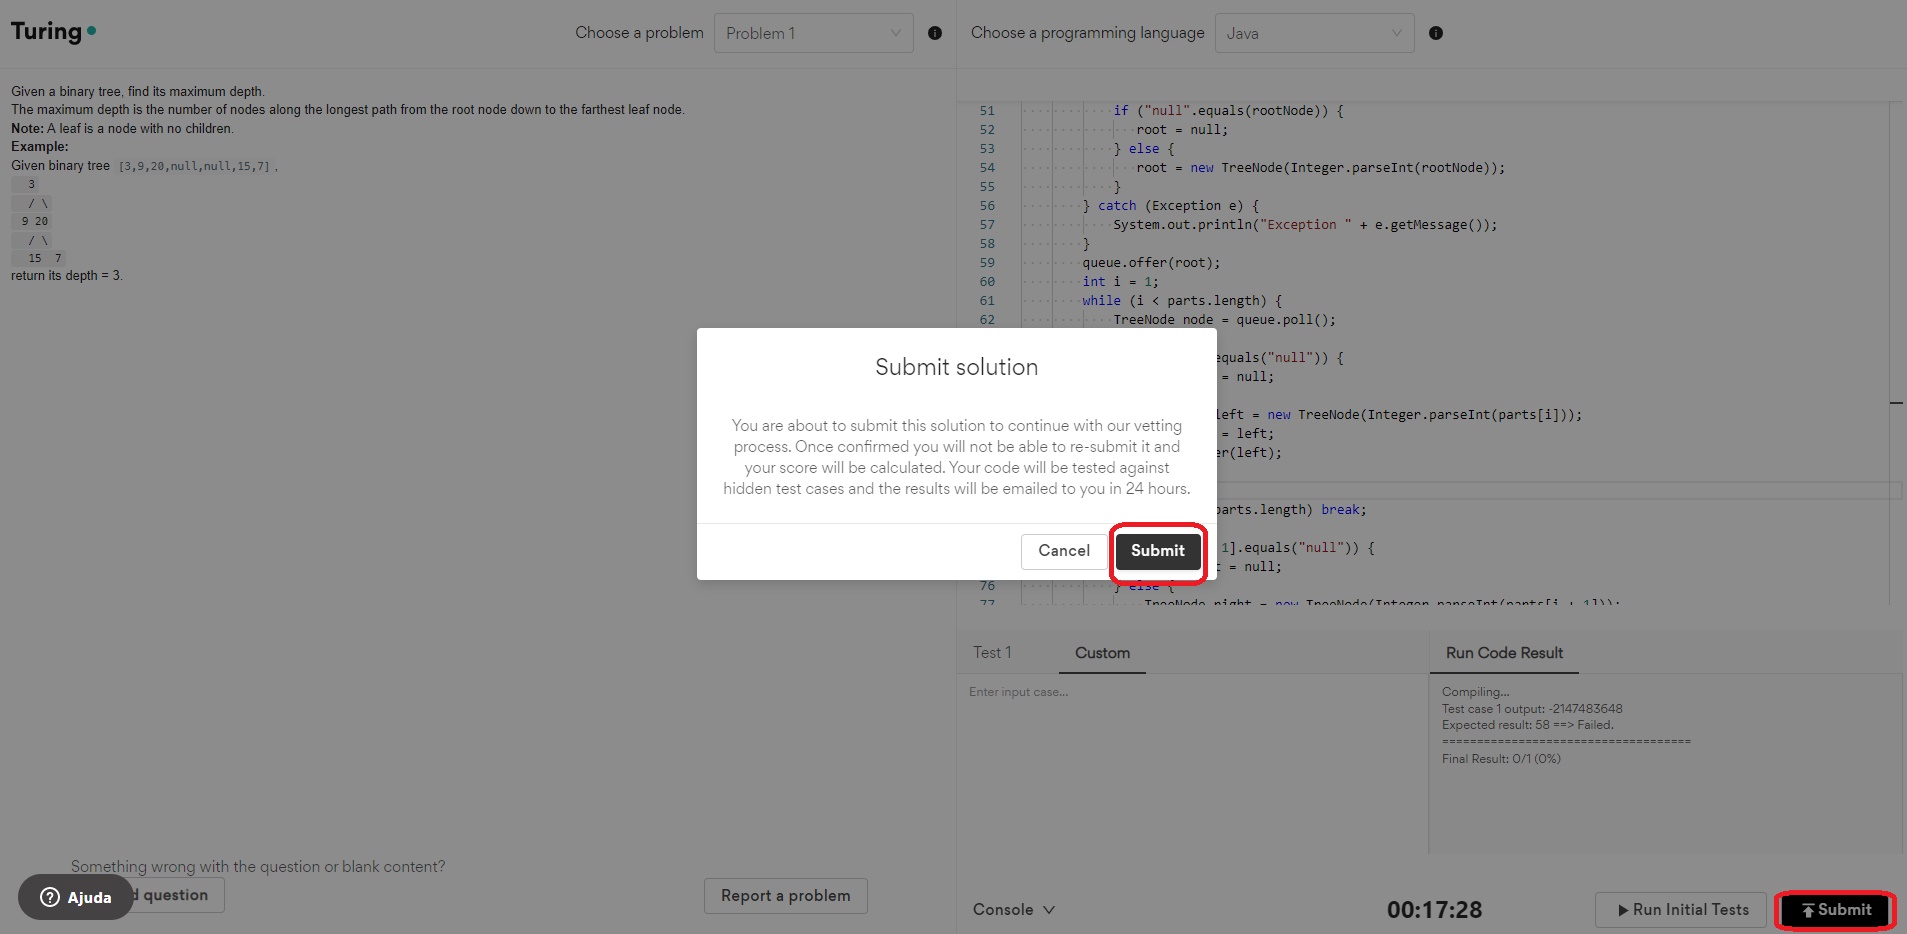 Turing
Choose a problem
Problem 1
Choose a programming language
Java
Given a binary tree, find its maximum depth.
The maximum depth is the number of nodes along the longest path from the root node down to the farthest leaf node.
Note: A leaf is a node with no children.
Example:
Given binary tree [3,9,20,null,null,15,7],
3
/ \
9 20
/ \
15 7
return its depth = 3.
51 if ("null".equals(rootNode)) {
52 root = null;
53 } else {
54 root = new TreeNode(Integer.parseInt(rootNode));
55 }
56 } catch (Exception e) {
57 System.out.println("Exception " + e.getMessage());
58 }
59 queue.offer(root);
60 int i = 1;
61 while (i < parts.length) {
62 TreeNode node = queue.poll();
equals("null")) {
= null;
left = new TreeNode(Integer.parseInt(parts[i]));
= left;
er(left);
parts.length) break;
1].equals("null")) {
= null;
76 } else {
77 TreeNode right = new TreeNode(Integer.parseInt(parts[i + 1]));
Submit solution
You are about to submit this solution to continue with our vetting
process. Once confirmed you will not be able to re-submit it and
your score will be calculated. Your code will be tested against
hidden test cases and the results will be emailed to you in 24 hours.
Cancel
Submit
Test 1
Custom
Run Code Result
Enter input case...
Compiling...
Test case 1 output: -2147483648
Expected result: 58 ==> Failed.
====================================
Final Result: 0/1 (0%)
Something wrong with the question or blank content?
Ajuda
d question
Report a problem
Console
00:17:28
Run Initial Tests
Submit